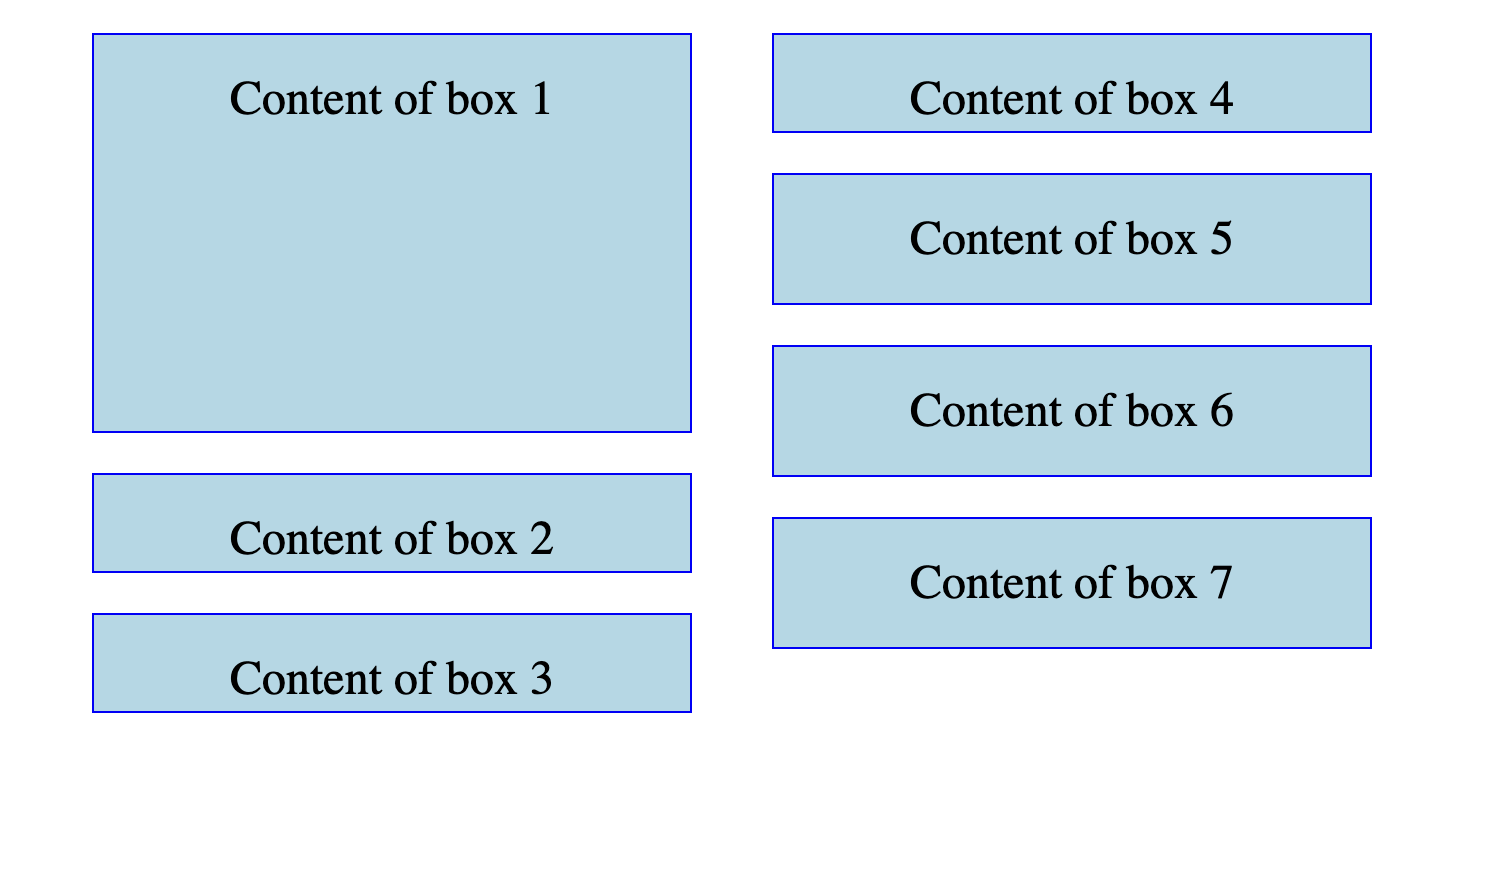 Content of box 1
Content of box 2
Content of box 3
Content of box 4
Content of box 5
Content of box 6
Content of box 7